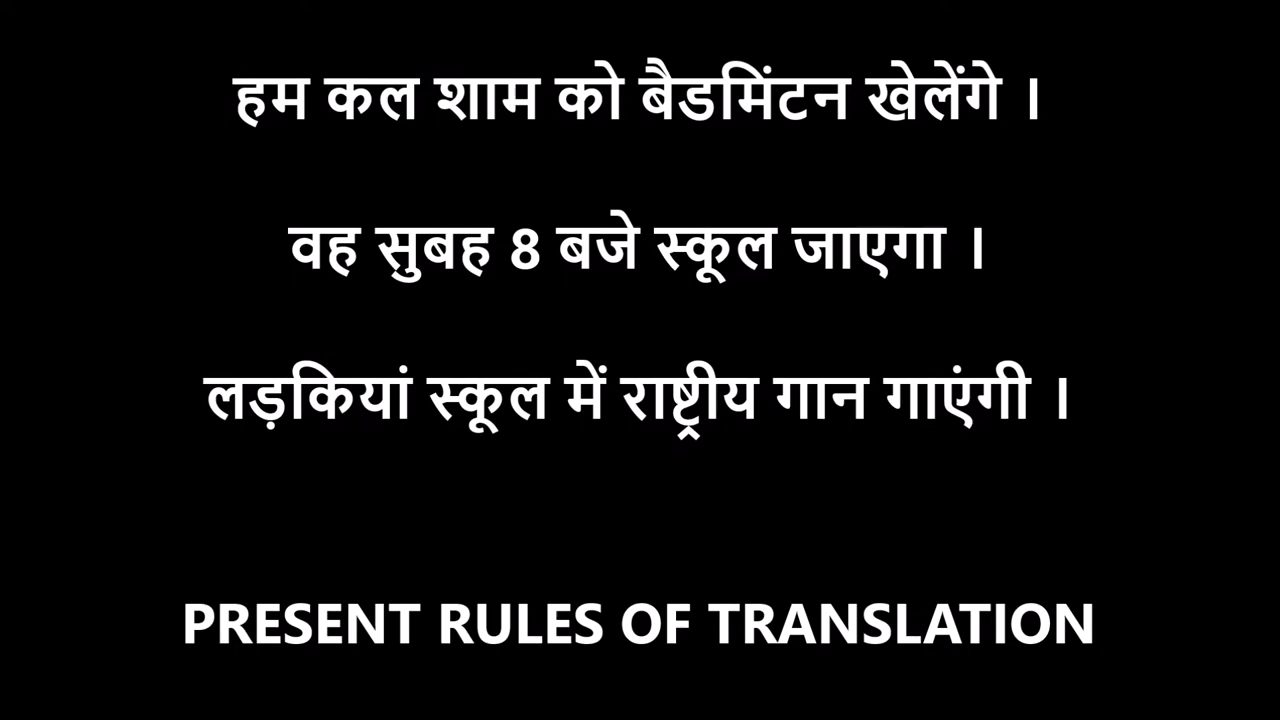 हम कल शाम को बैडमिंटन खेलेंगे ।
वह सुबह 8 बजे स्कूल जाएगा ।
लड़कियां स्कूल में राष्ट्रीय गान गाएंगी ।
PRESENT RULES OF TRANSLATION